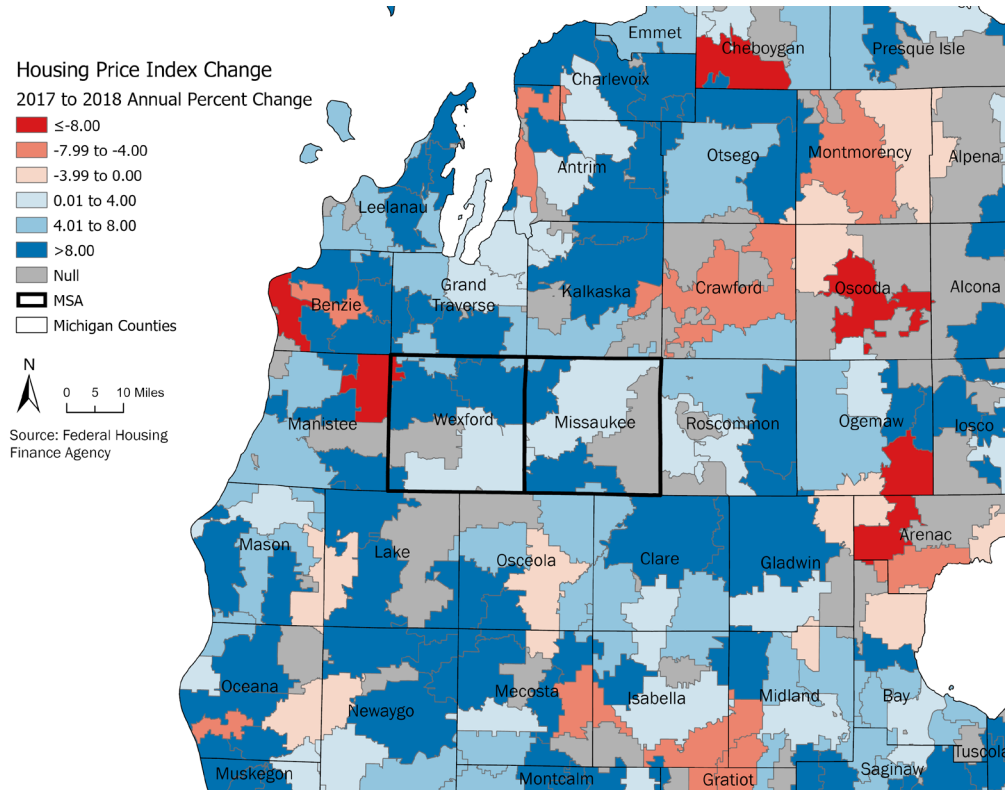 Housing Price Index Change
2017 to 2018 Annual Percent Change
≤-8.00
-7.99 to -4.00
-3.99 to 0.00
0.01 to 4.00
4.01 to 8.00
>8.00
Null
MSA
Michigan Counties
N
0 5 10 Miles
Source: Federal Housing
Finance Agency
Emmet
Cheboygan
Presque Isle
Charlevoix
Antrim
Otsego
Montmorency
Alpena
Leelanau
Grand
Traverse
Benzie
Kalkaska
Crawford
Oscoda
Alcona
Manistee
Wexford
Missaukee
Roscommon
Ogemaw
Iosco
Mason
Lake
Osceola
Clare
Gladwin
Arenac
Oceana
Newaygo
Mecosta
Isabella
Midland
Bay
Muskegon
Montcalm
Gratiot
Saginaw
Tuscola